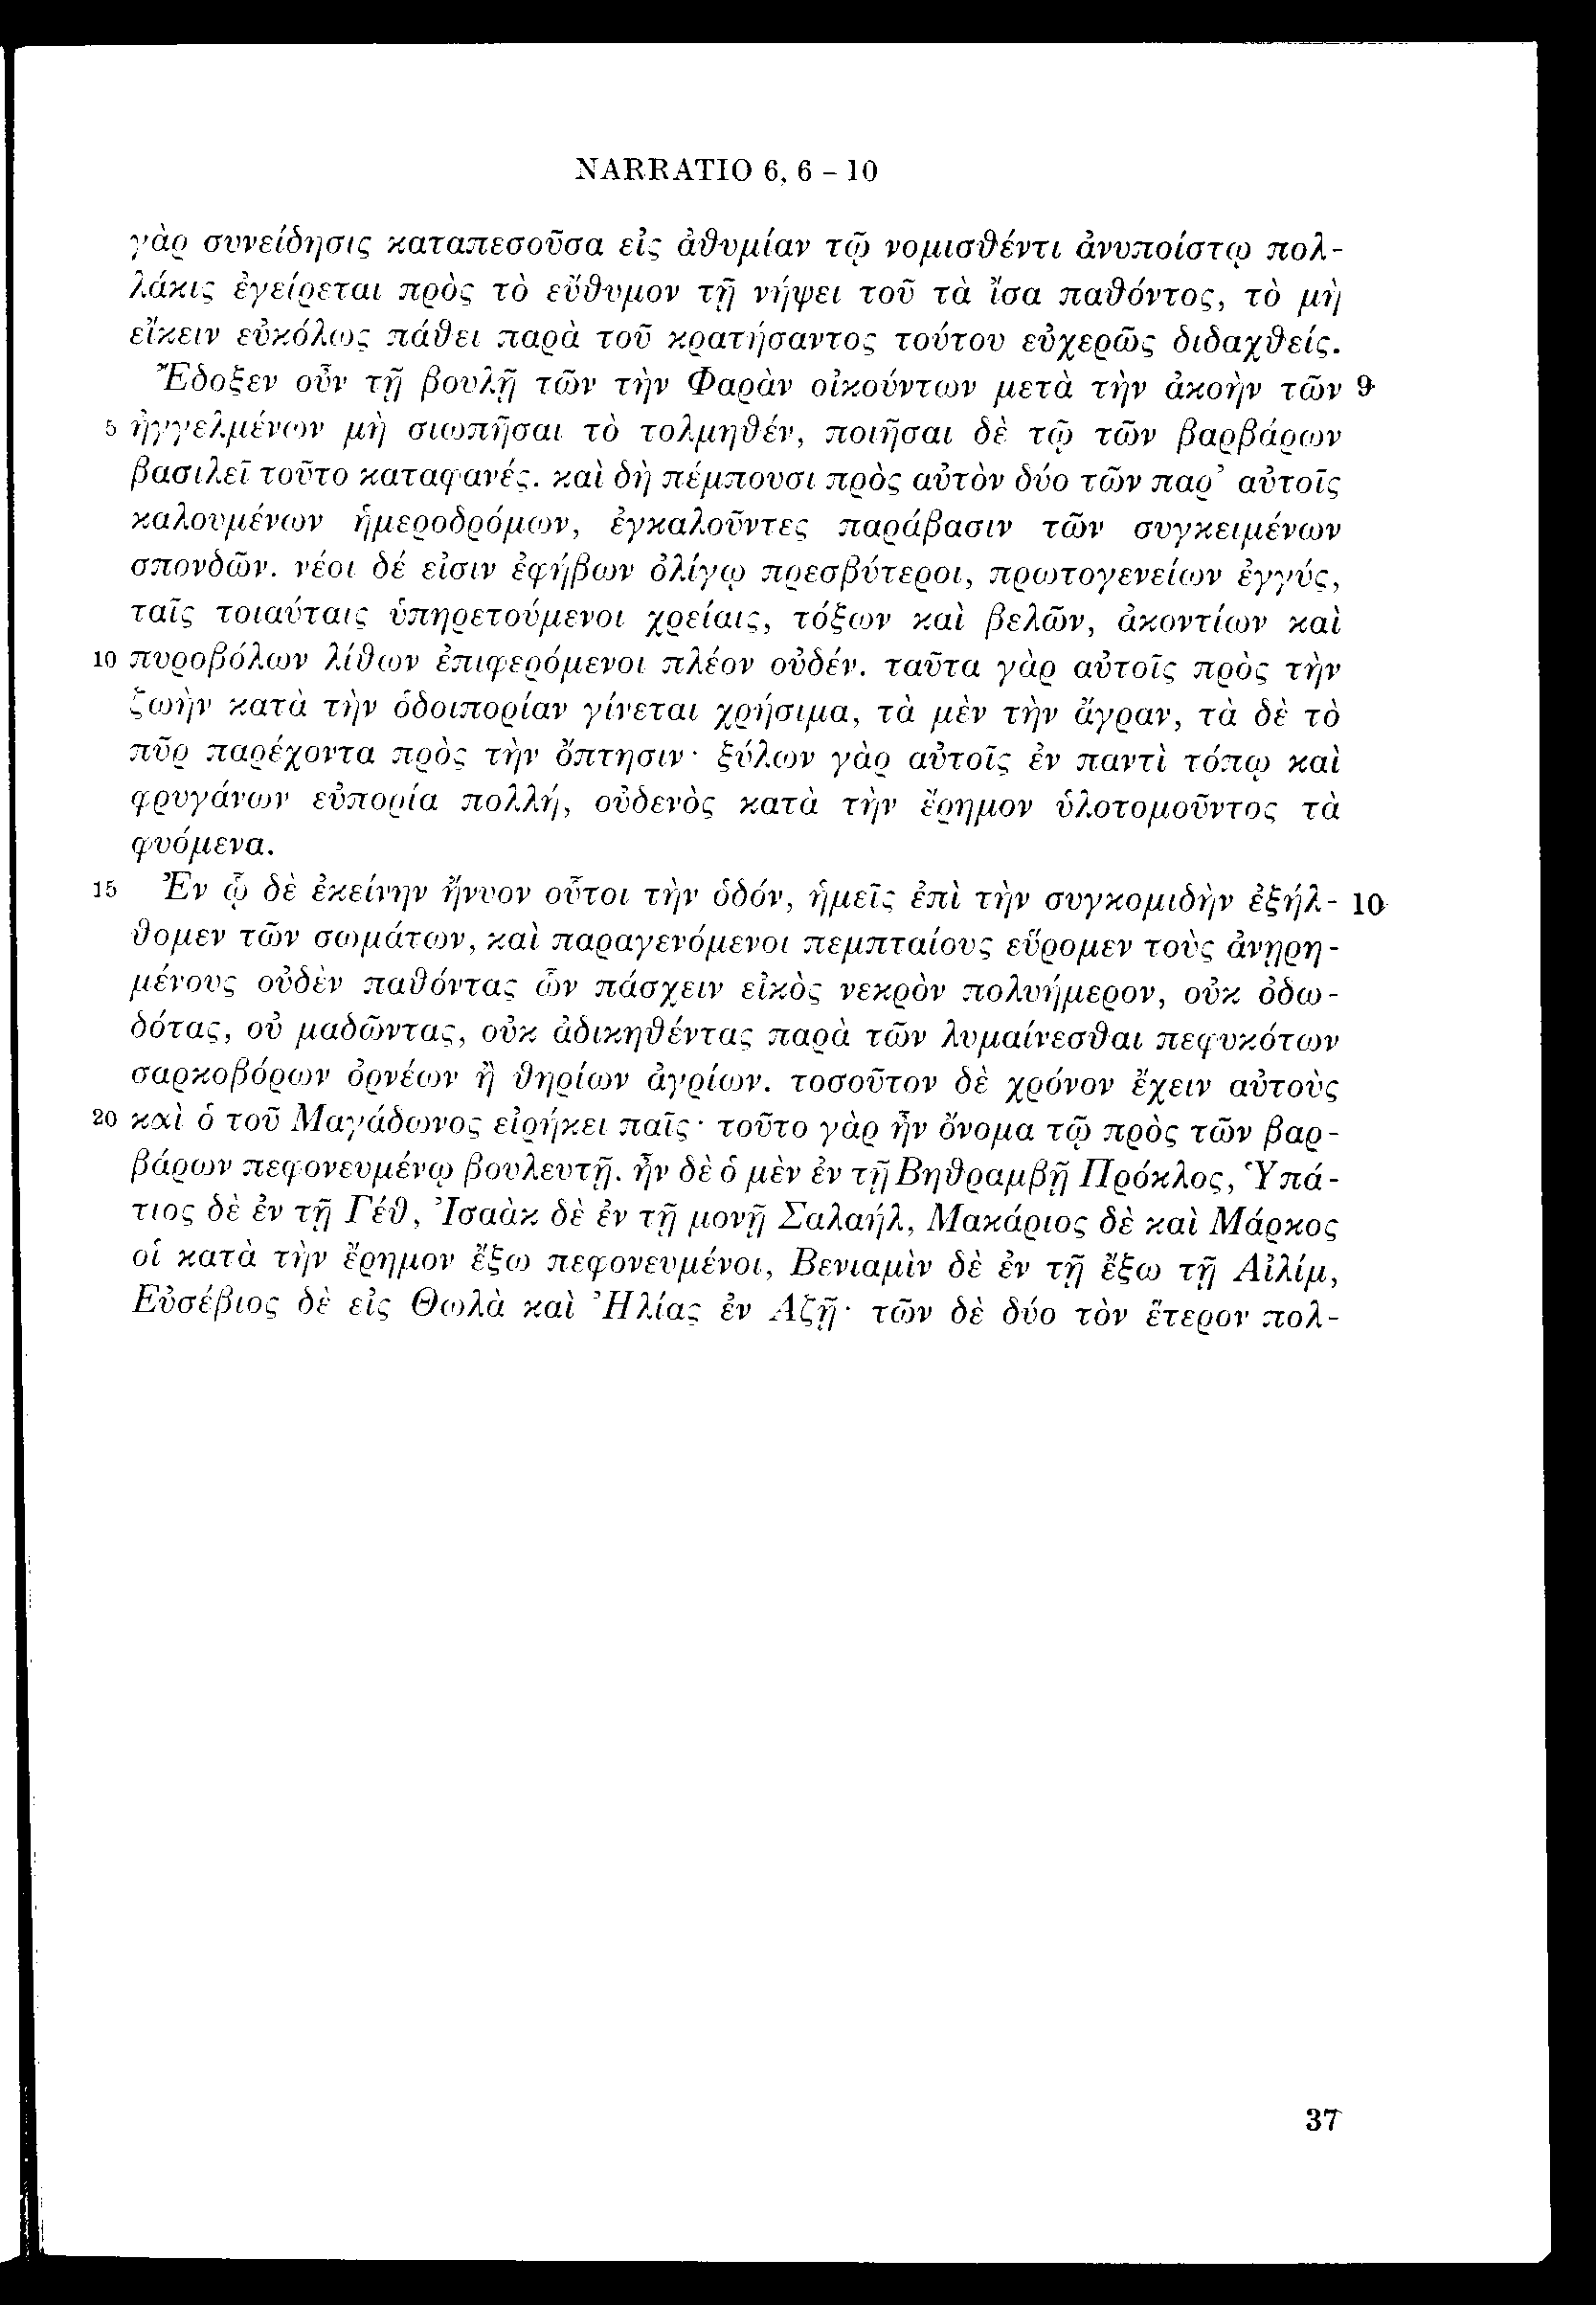 NARRATIO 6, 6 – 10
γὰρ συνείδησις καταπεσοῦσα εἰς ἀθυμίαν τῷ νομισθέντι ἀνυποίστῳ πολ-
λάκις ἐγείρεται πρὸς τὸ εὔθυμον τῇ νήψει τοῦ τὰ ἴσα παθόντος, τὸ μὴ
εἴκειν εὐκόλως πάθει παρὰ τοῦ κρατήσαντος τούτου εὐχερῶς διδαχθείς.
Ἔδοξεν οὖν τῇ βουλῇ τῶν τὴν Φαρὰν οἰκούντων μετὰ τὴν ἀκοὴν τῶν 9
5 ἠγγελμένων μὴ σιωπῆσαι τὸ τολμηθέν, ποιῆσαι δὲ τῷ τῶν βαρβάρων
βασιλεῖ τοῦτο καταφανές. καὶ δὴ πέμπουσι πρὸς αὐτὸν δύο τῶν παρ’ αὐτοῖς
καλουμένων ἡμεροδρόμων, ἐγκαλοῦντες παράβασιν τῶν συγκειμένων
σπονδῶν. νέοι δέ εἰσιν ἐφήβων ὀλίγῳ πρεσβύτεροι, πρωτογενείων ἐγγύς,
ταῖς τοιαύταις ὑπηρετούμενοι χρείαις, τόξων καὶ βελῶν, ἀκοντίων καὶ
10 πυροβόλων λίθων ἐπιφερόμενοι πλέον οὐδέν. ταῦτα γὰρ αὐτοῖς πρὸς τὴν
ζωὴν κατὰ τὴν ὁδοιπορίαν γίνεται χρήσιμα, τὰ μὲν τὴν ἄγραν, τὰ δὲ τὸ
πῦρ παρέχοντα πρὸς τὴν ὄπτησιν· ξύλων γὰρ αὐτοῖς ἐν παντὶ τόπῳ καὶ
φρυγάνων εὐπορία πολλή, οὐδενὸς κατὰ τὴν ἔρημον ὑλοτομοῦντος τὰ
φυόμενα.
15 Ἐν ᾧ δὲ ἐκείνην ἤνυον οὗτοι τὴν ὁδόν, ἡμεῖς ἐπὶ τὴν συγκομιδὴν ἐξήλ- 10
θομεν τῶν σωμάτων, καὶ παραγενόμενοι πεμπταίους εὕρομεν τοὺς ἀνῃρη-
μένους οὐδὲν παθόντας ὧν πάσχειν εἰκὸς νεκρὸν πολυήμερον, οὐκ ὀδω-
δότας, οὐ μαδῶντας, οὐκ ἀδικηθέντας παρὰ τῶν λυμαίνεσθαι πεφυκότων
σαρκοβόρων ὀρνέων ἢ θηρίων ἀγρίων. τοσοῦτον δὲ χρόνον ἔχειν αὐτοὺς
20 καὶ ὁ τοῦ Μαγάδωνος εἰρήκει παῖς· τοῦτο γὰρ ἦν ὄνομα τῷ πρὸς τῶν βαρ-
βάρων πεφονευμένῳ βουλευτῇ. ἦν δὲ ὁ μὲν ἐν τῇ Βηθραμβῇ Πρόκλος, Ὑπά-
τιος δὲ ἐν τῇ Γέθ, Ἰσαὰκ δὲ ἐν τῇ μονῇ Σαλαήλ, Μακάριος δὲ καὶ Μάρκος
οἱ κατὰ τὴν ἔρημον ἔξω πεφονευμένοι, Βενιαμὶν δὲ ἐν τῇ ἔξω τῇ Αἰλίμ,
Εὐσέβιος δὲ εἰς Θωλὰ καὶ Ἠλίας ἐν Αζῇ· τῶν δὲ δύο τὸν ἕτερον πολ-
37